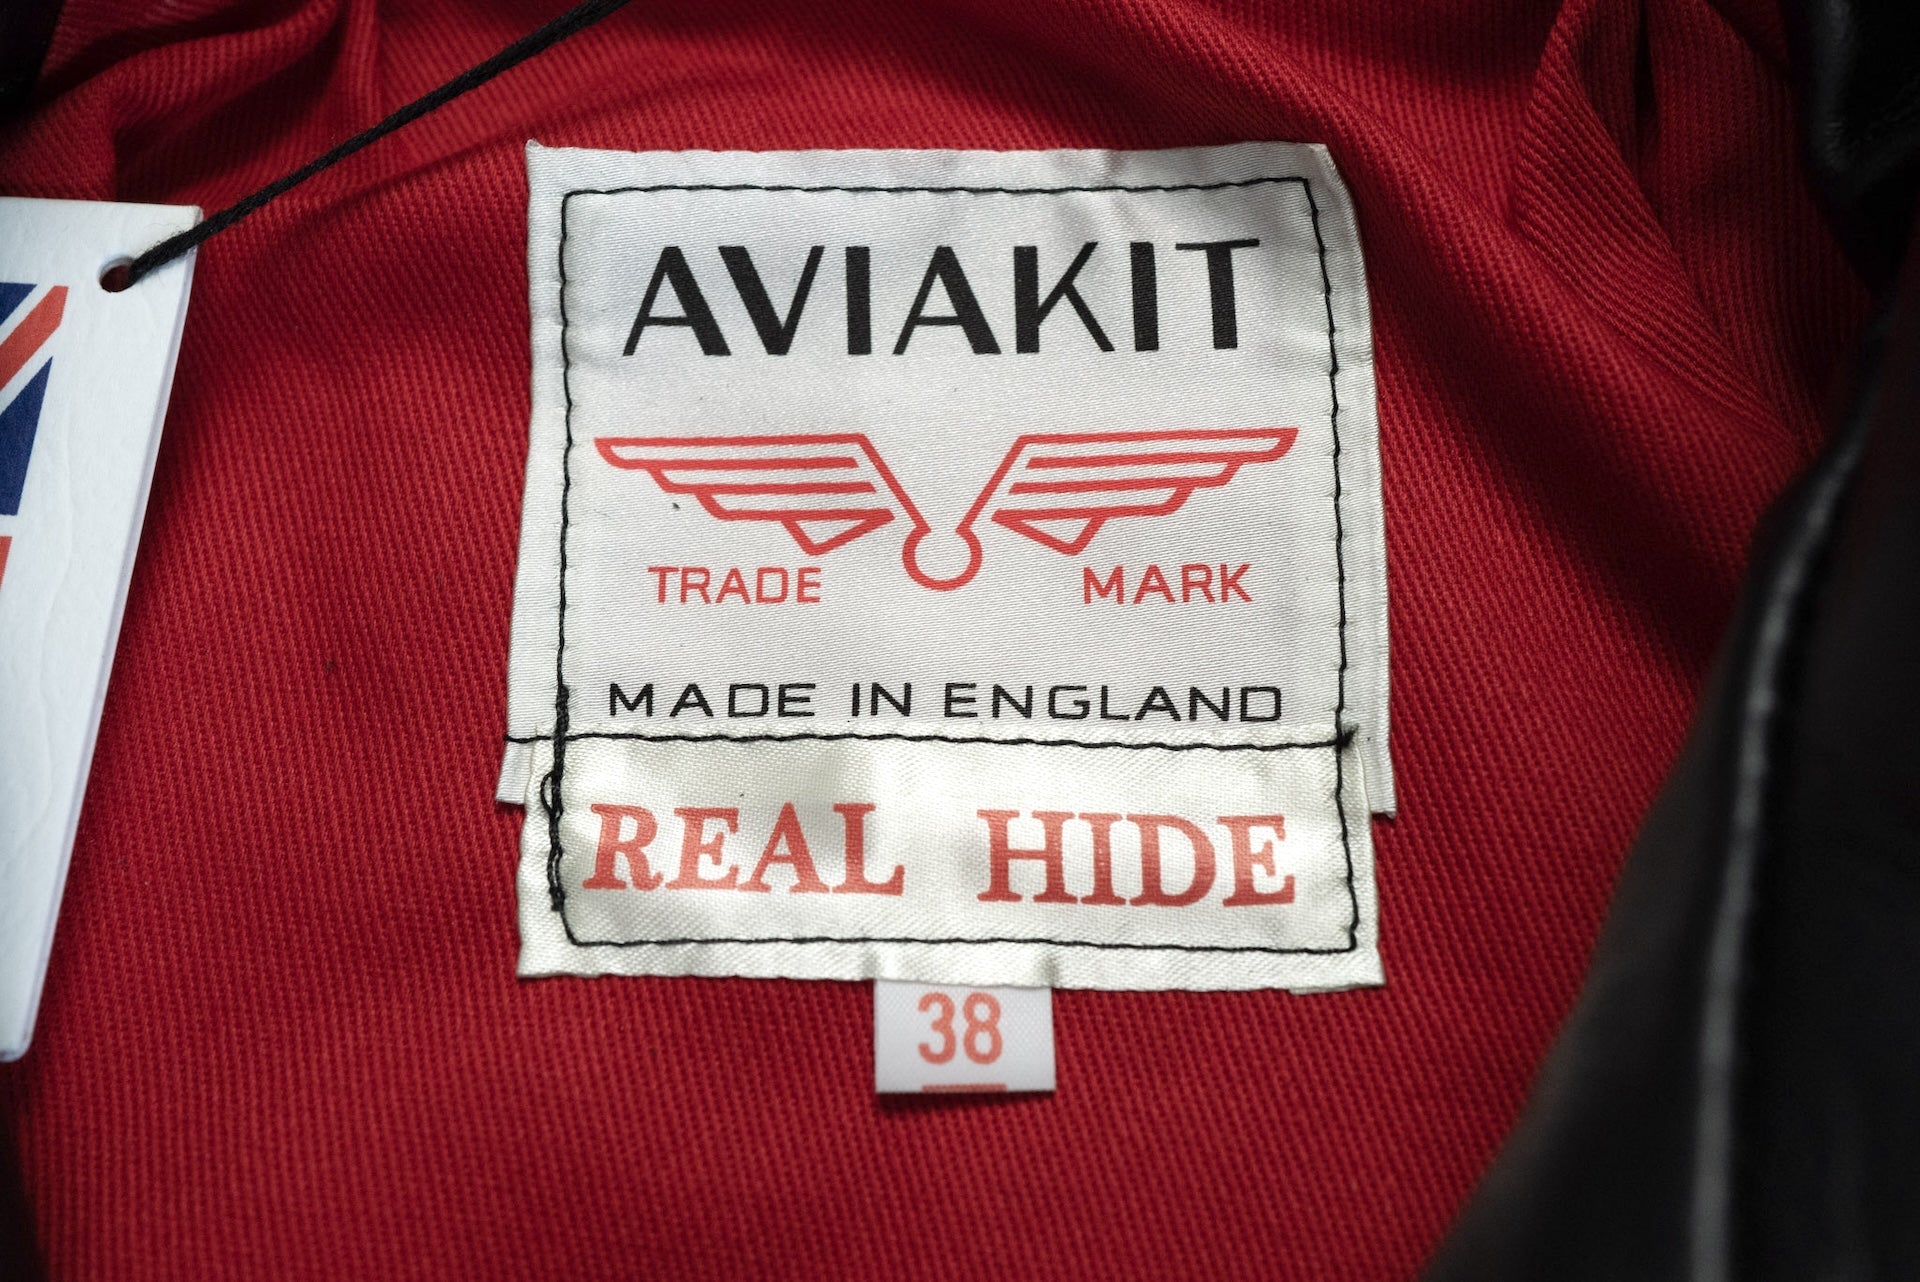 AVIAKIT
TRADE MARK
MADE IN ENGLAND
REAL HIDE
38